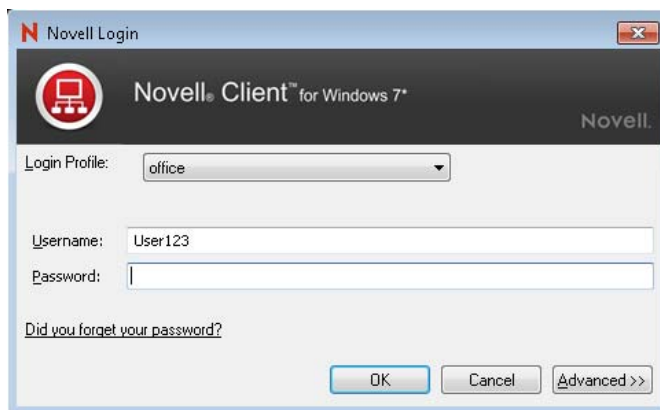 N Novell Login
Novell® Client™ for Windows 7*
Novell.
Login Profile: office
Username: User123
Password:
Did you forget your password?
OK Cancel Advanced >>